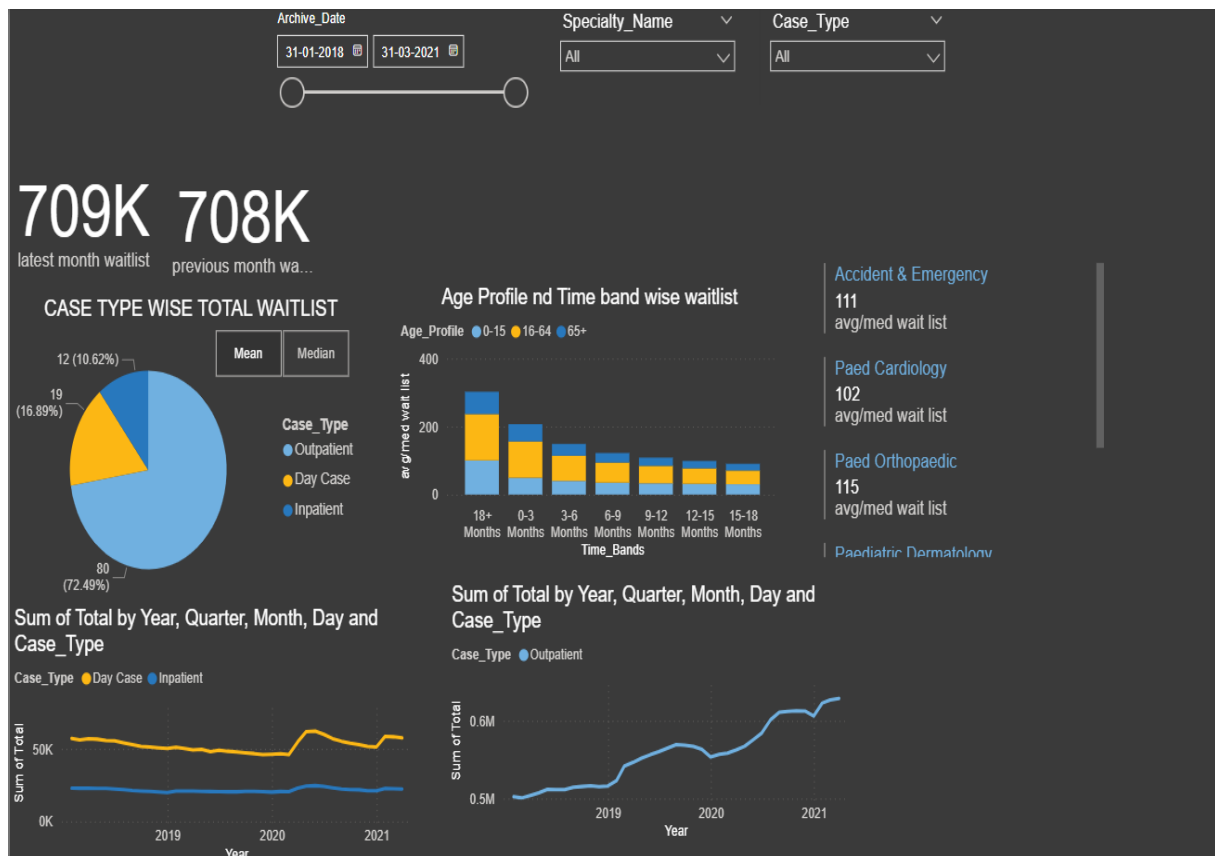 Archive_Date
31-01-2018
31-03-2021
Specialty_Name
All
Case_Type
All
709K
latest month waitlist
708K
previous month wa...
CASE TYPE WISE TOTAL WAITLIST
Mean
Median
12 (10.62%)
19
(16.89%)
80
(72.49%)
Case_Type
Outpatient
Day Case
Inpatient
Age Profile nd Time band wise waitlist
Age_Profile 0-15 16-64 65+
avg/med wait list
400
200
0
18+ 0-3 3-6 6-9 9-12 12-15 15-18
Months Months Months Months Months Months Months
Time_Bands
Accident & Emergency
111
avg/med wait list
Paed Cardiology
102
avg/med wait list
Paed Orthopaedic
115
avg/med wait list
Paediatric Dermatology
Sum of Total by Year, Quarter, Month, Day and
Case_Type
Case_Type Day Case Inpatient
Sum of Total
50K
0K
2019 2020 2021
Year
Sum of Total by Year, Quarter, Month, Day and
Case_Type
Case_Type Outpatient
Sum of Total
0.6M
0.5M
2019 2020 2021
Year